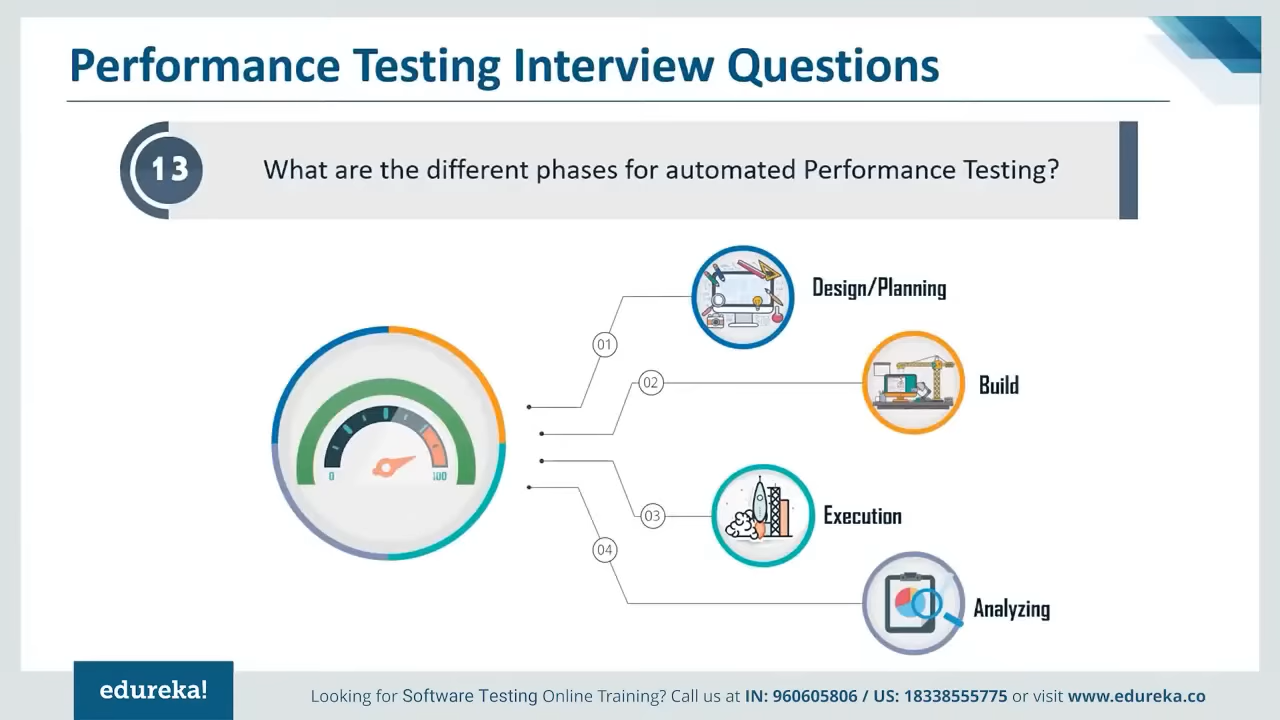 Performance Testing Interview Questions
13
What are the different phases for automated Performance Testing?
01
Design/Planning
02
Build
03
Execution
04
Analyzing
0
100
edureka!
Looking for Software Testing Online Training? Call us at IN: 960605806 / US: 18338555775 or visit www.edureka.co